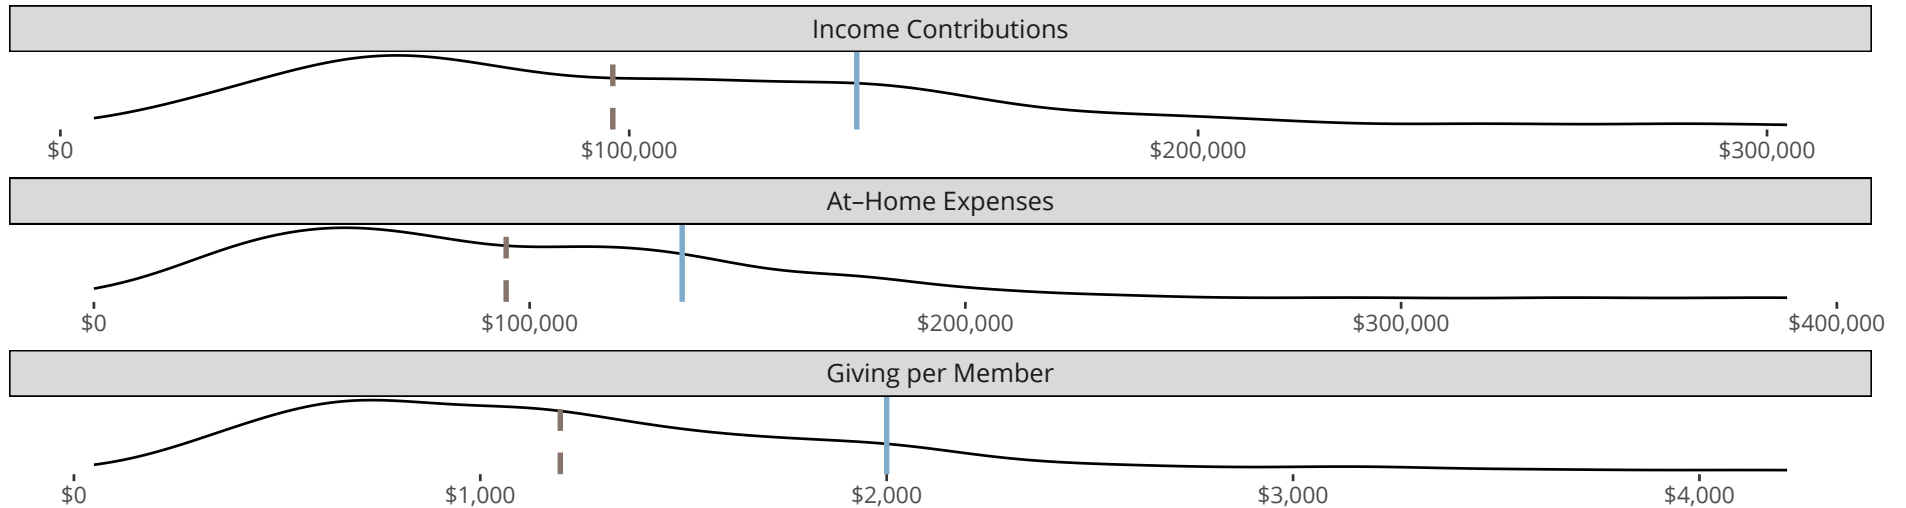 Income Contributions
$0 $100,000 $200,000 $300,000
At–Home Expenses
$0 $100,000 $200,000 $300,000 $400,000
Giving per Member
$0 $1,000 $2,000 $3,000 $4,000